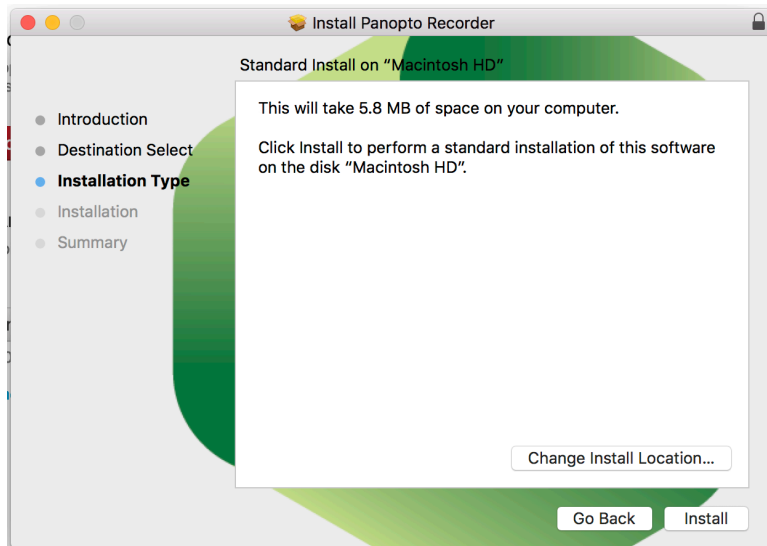 Install Panopto Recorder
Standard Install on “Macintosh HD”
Introduction
Destination Select
Installation Type
Installation
Summary
This will take 5.8 MB of space on your computer.
Click Install to perform a standard installation of this software
on the disk “Macintosh HD”.
Change Install Location...
Go Back
Install